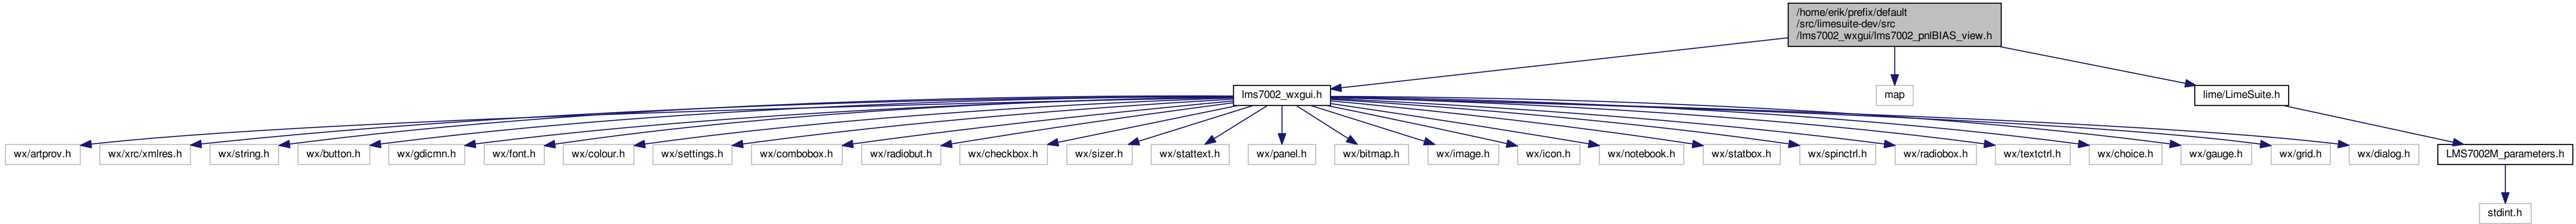 /home/erik/prefix/default
/src/limesuite-dev/src
/lms7002_wxgui/lms7002_pnlBIAS_view.h
lms7002_wxgui.h
map
lime/LimeSuite.h
wx/artprov.h
wx/xrc/xmlres.h
wx/string.h
wx/button.h
wx/gdicmn.h
wx/font.h
wx/colour.h
wx/settings.h
wx/combobox.h
wx/radiobut.h
wx/checkbox.h
wx/sizer.h
wx/stattext.h
wx/panel.h
wx/bitmap.h
wx/image.h
wx/icon.h
wx/notebook.h
wx/statbox.h
wx/spinctrl.h
wx/radiobox.h
wx/textctrl.h
wx/choice.h
wx/gauge.h
wx/grid.h
wx/dialog.h
LMS7002M_parameters.h
stdint.h